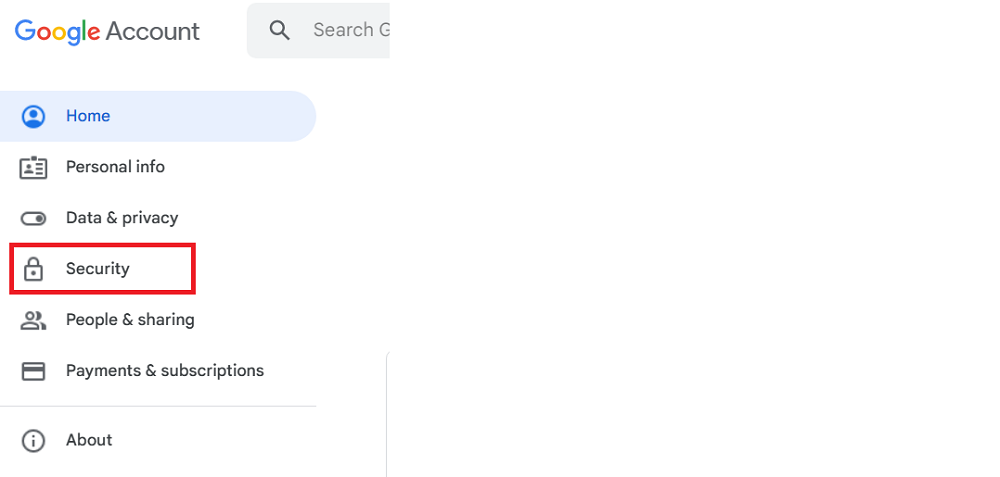 Google Account
Search G
Home
Personal info
Data & privacy
Security
People & sharing
Payments & subscriptions
About